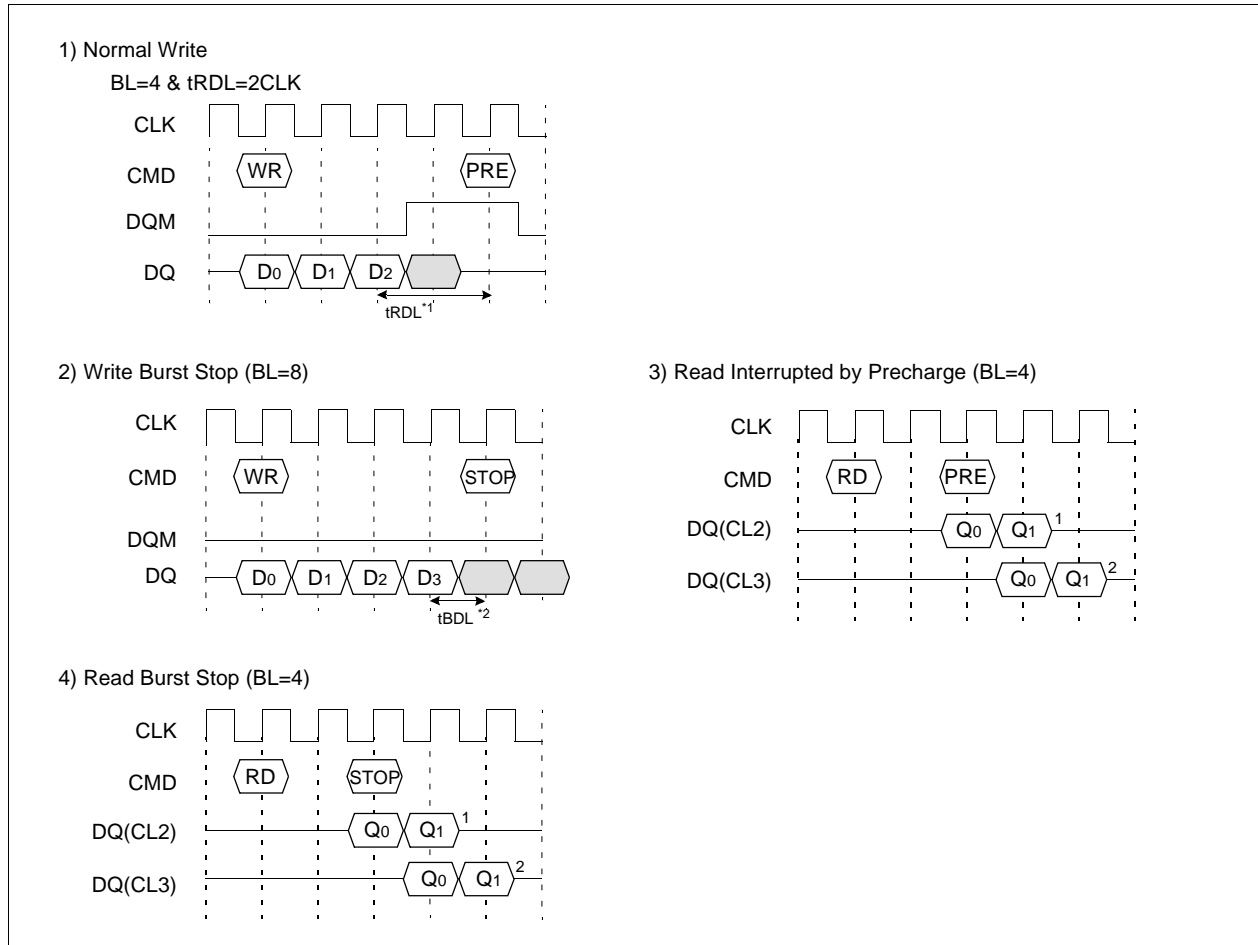 1) Normal Write
BL=4 & tRDL=2CLK
CLK
CMD WR PRE
DQM
DQ D0 D1 D2
tRDL*1
2) Write Burst Stop (BL=8)
CLK
CMD WR STOP
DQM
DQ D0 D1 D2 D3
tBDL *2
3) Read Interrupted by Precharge (BL=4)
CLK
CMD RD PRE
DQ(CL2) Q0 Q1 1
DQ(CL3) Q0 Q1 2
4) Read Burst Stop (BL=4)
CLK
CMD RD STOP
DQ(CL2) Q0 Q1 1
DQ(CL3) Q0 Q1 2